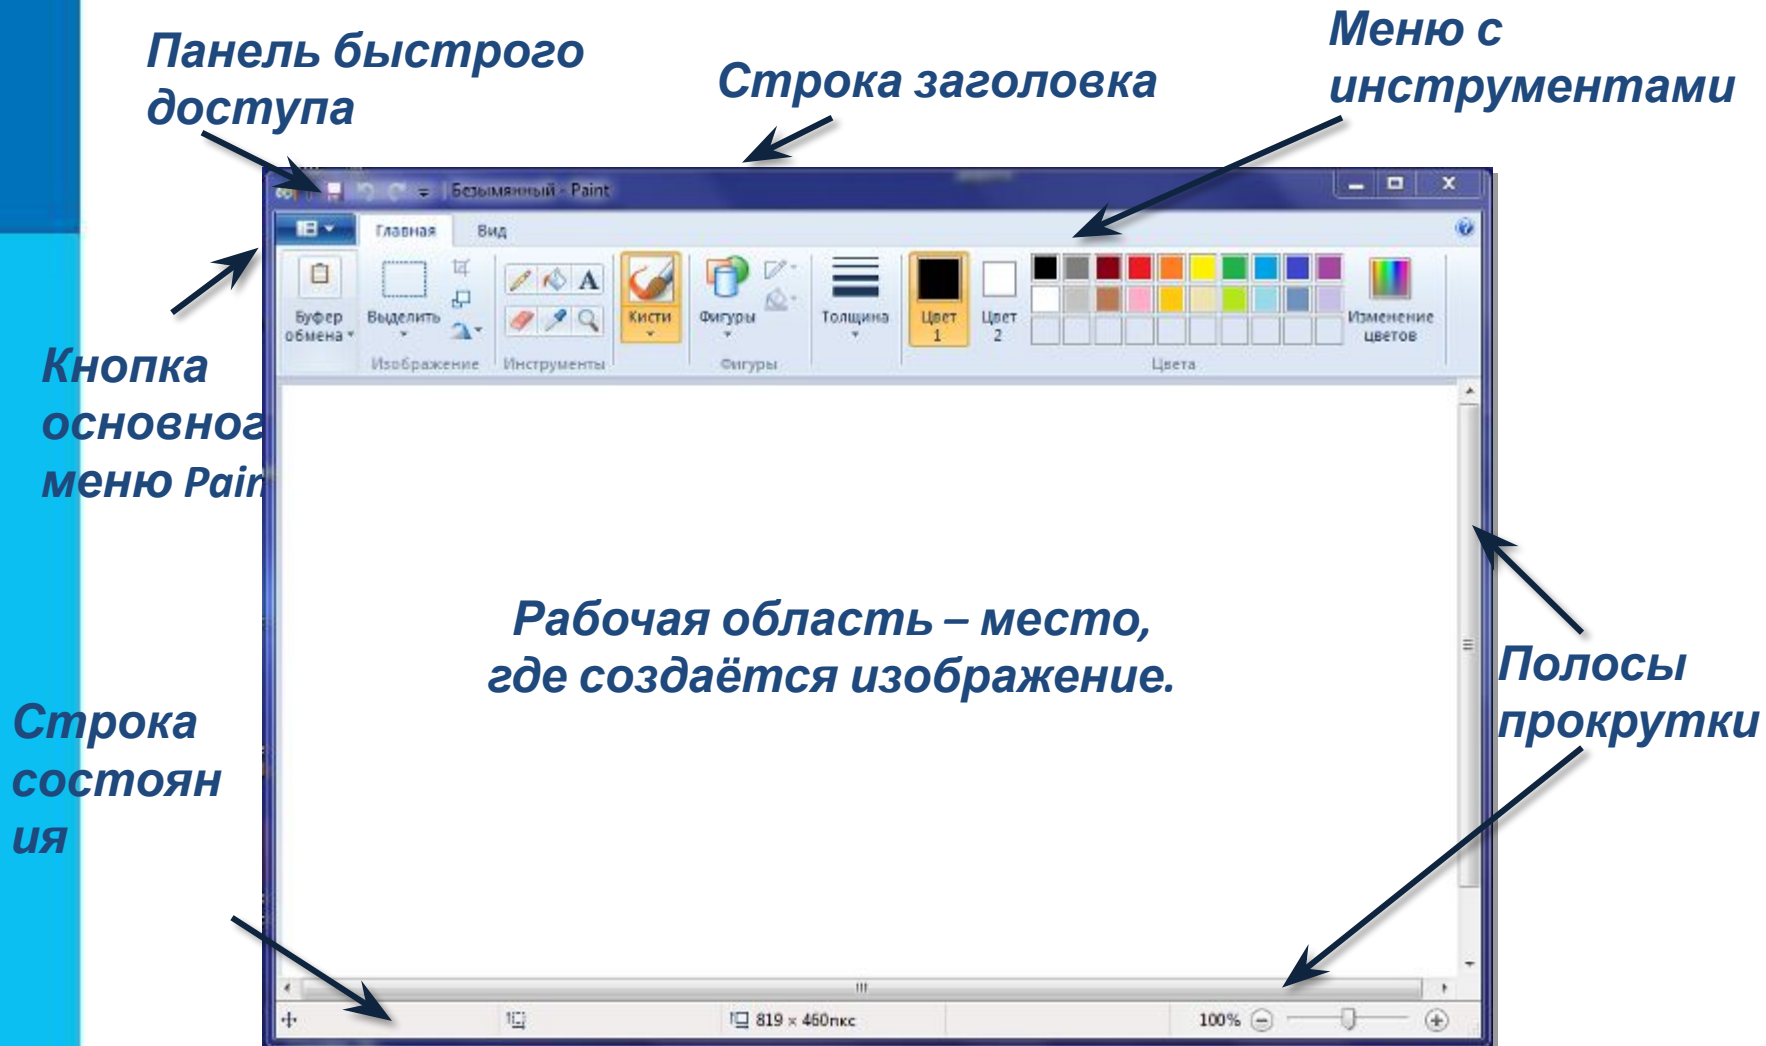 Панель быстрого
доступа
Строка заголовка
Меню с
инструментами
Безымянный - Paint
Главная
Вид
Буфер
обмена
Выделить
Изображение
A
Инструменты
Кисти
Фигуры
Фигуры
Толщина
Цвет
1
Цвет
2
Изменение
цветов
Цвета
Кнопка
основног
меню Pain
Рабочая область – место,
где создаётся изображение.
Полосы
прокрутки
Строка
состоян
ия
819 × 460пкс
100%